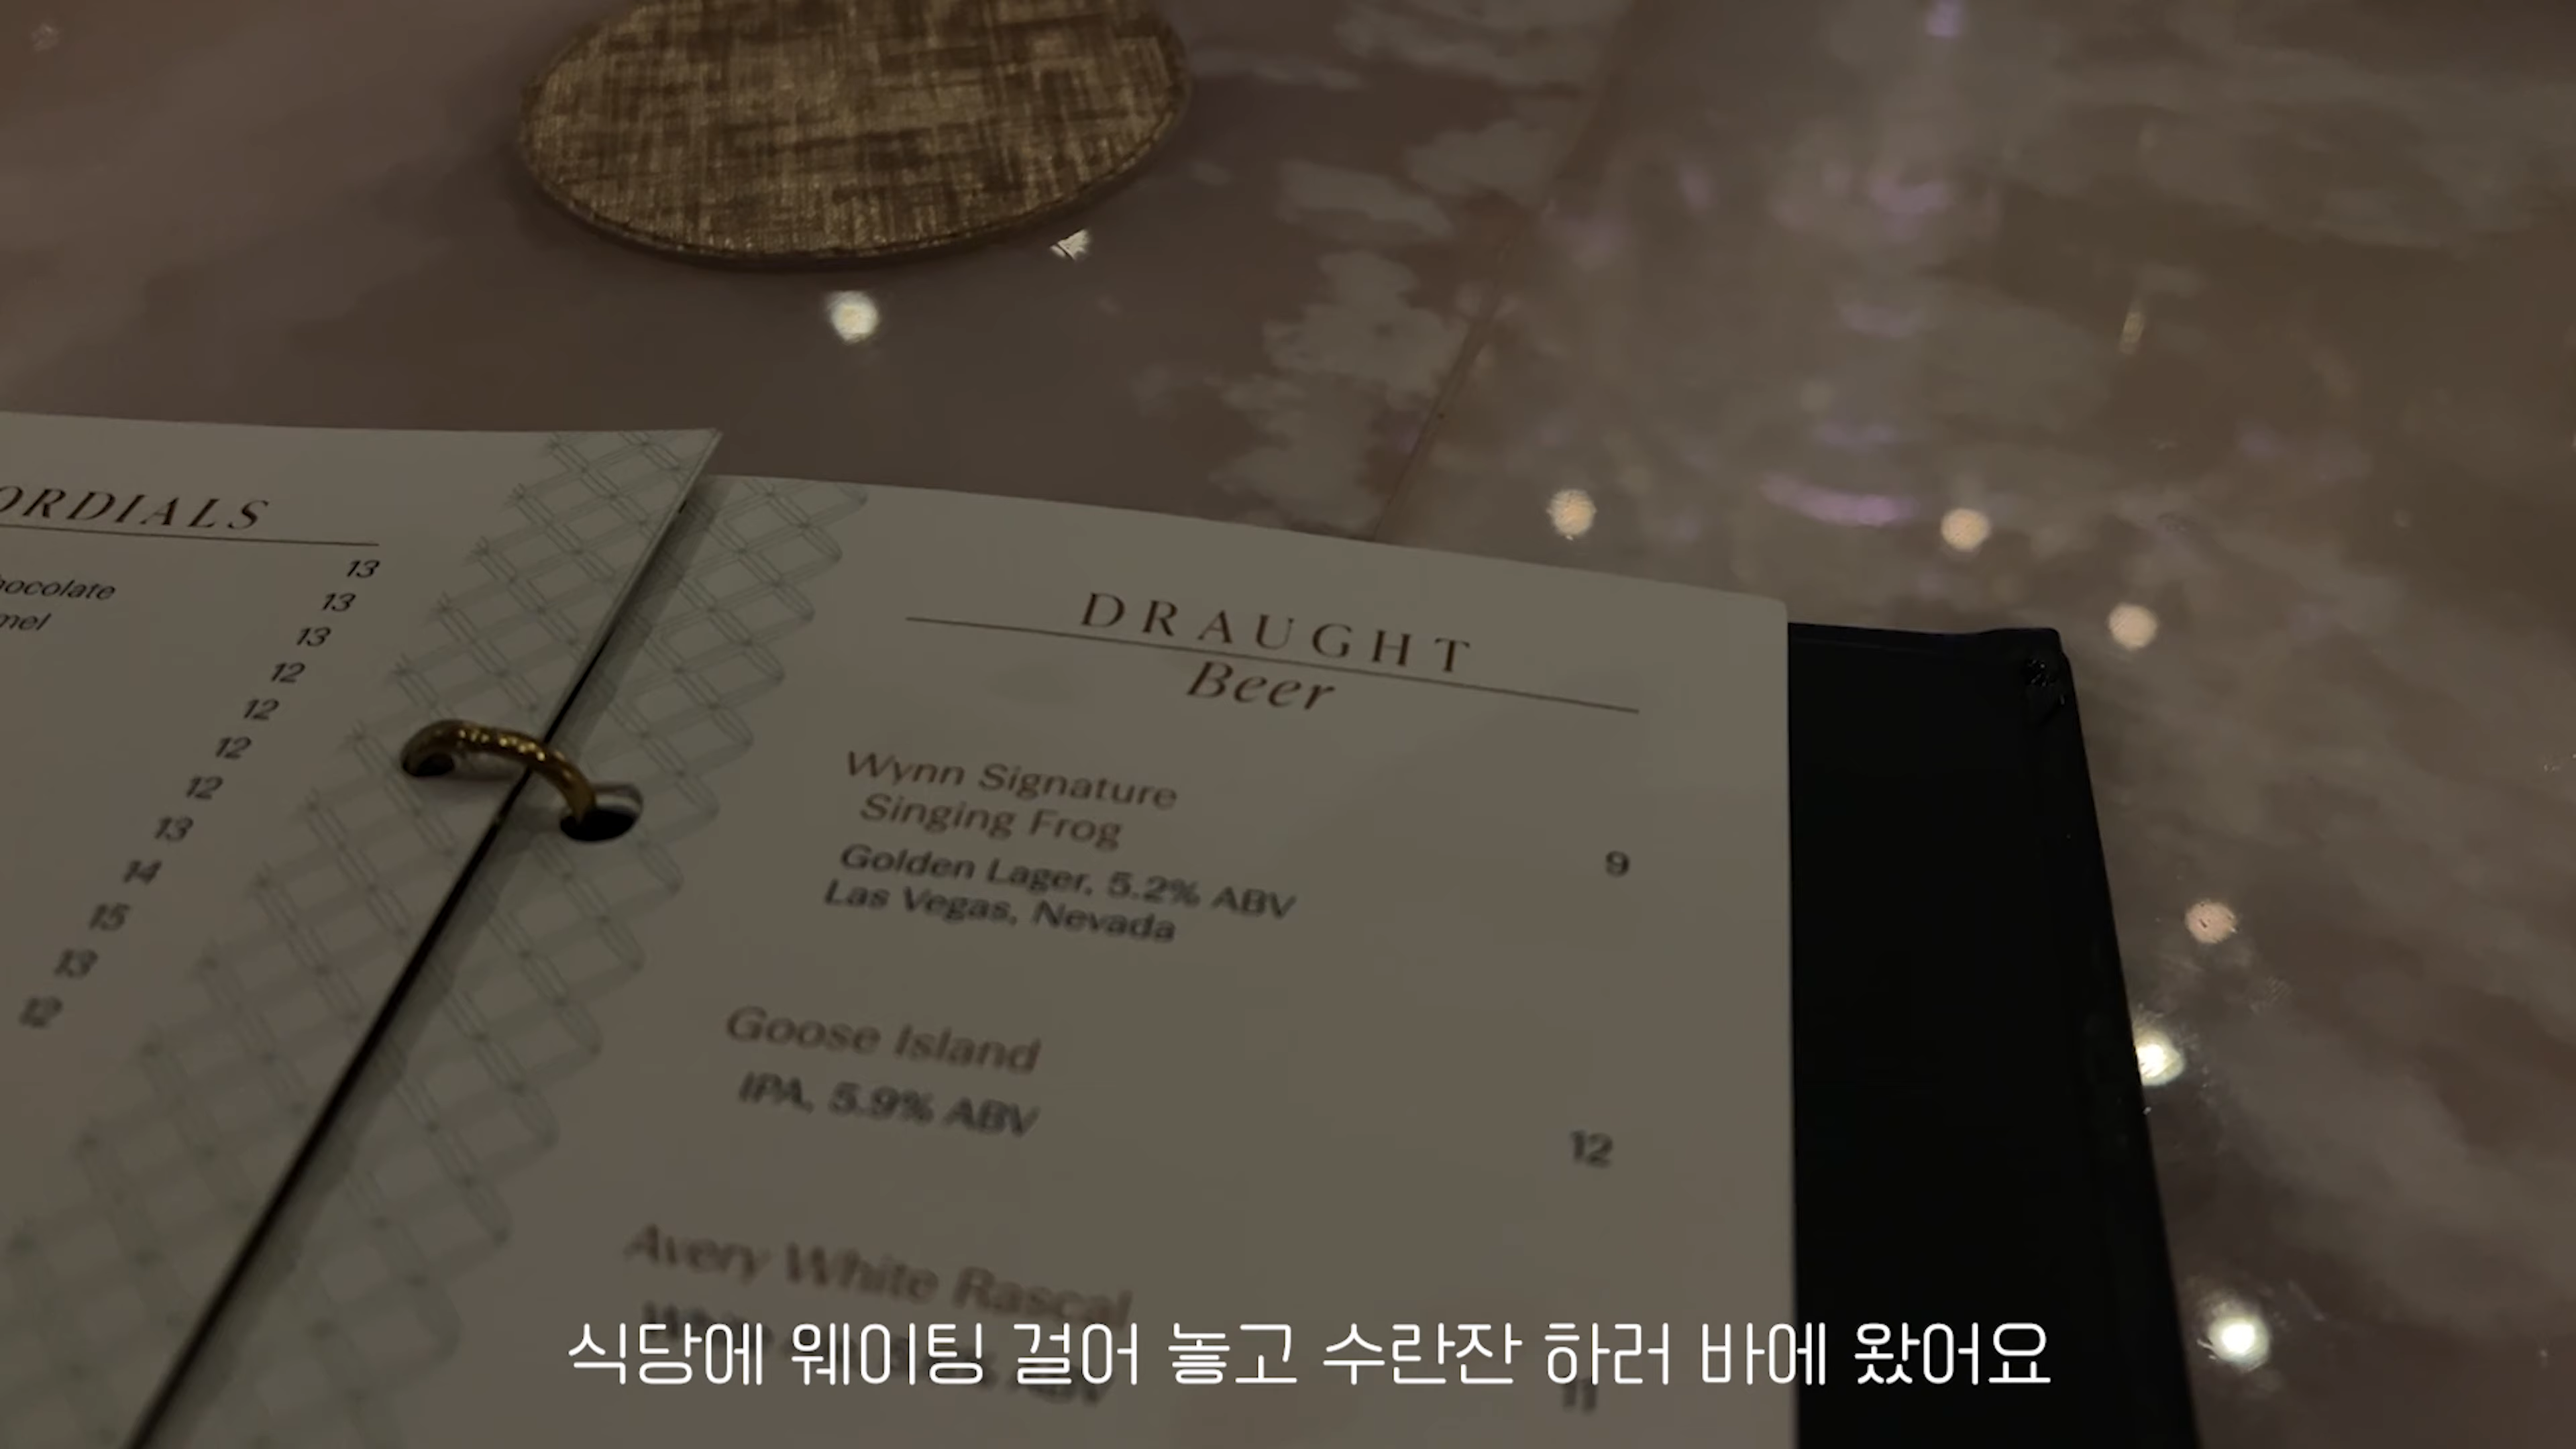 ORDIALS
13
hocolate
13
mel
13
12
12
12
12
13
14
15
13
12
DRAUGHT
Beer
Wynn Signature
Singing Frog
9
Golden Lager, 5.2% ABV
Las Vegas, Nevada
Goose Island
IPA, 5.9% ABV
12
Avery White Rascal
ABV
11
식당에 웨이팅 걸어 놓고 수란잔 하러 바에 왔어요